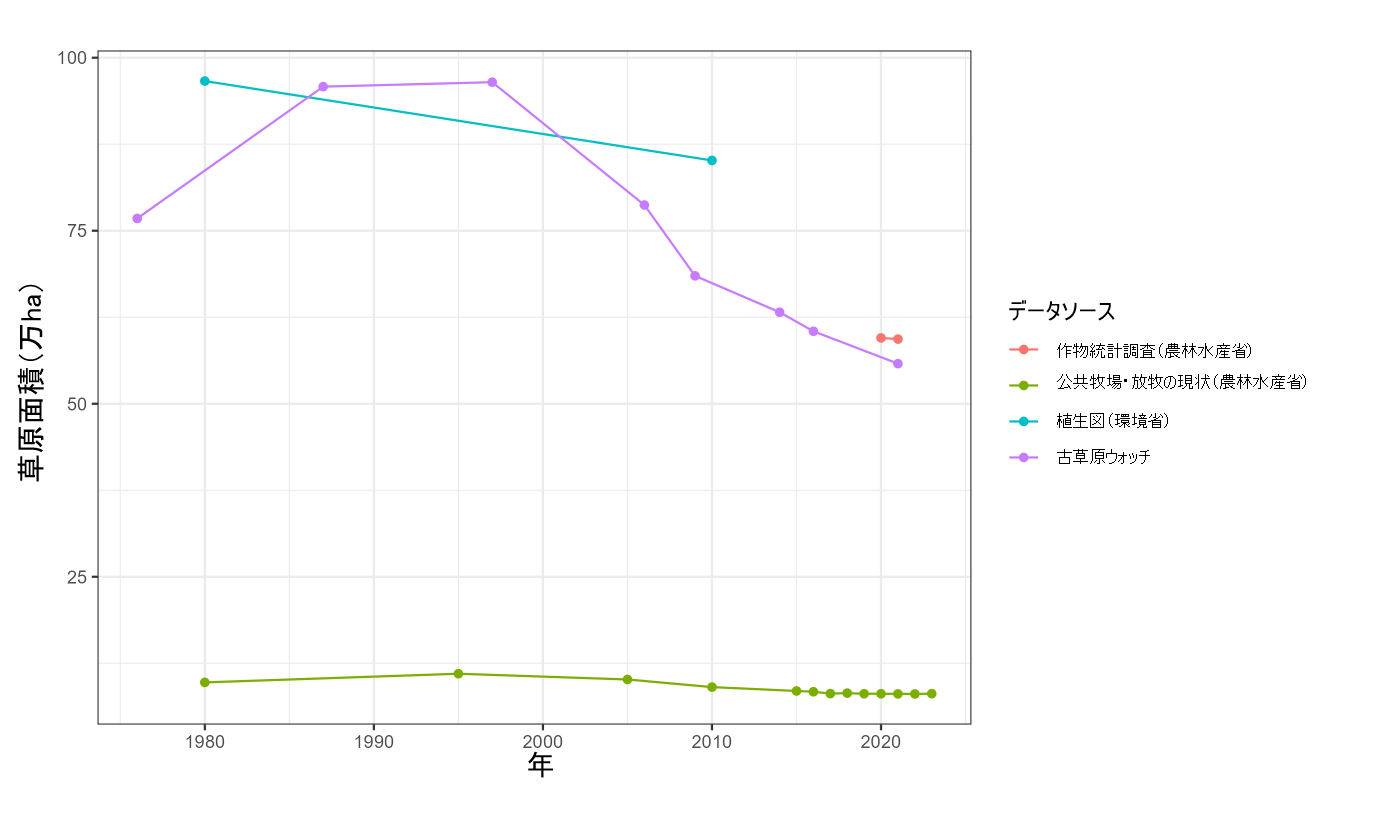 100
75
50
25
草原面積(万ha)
1980
1990
2000
2010
2020
年
データソース
作物統計調査(農林水産省)
公共牧場・放牧の現状(農林水産省)
植生図(環境省)
古草原ウォッチ